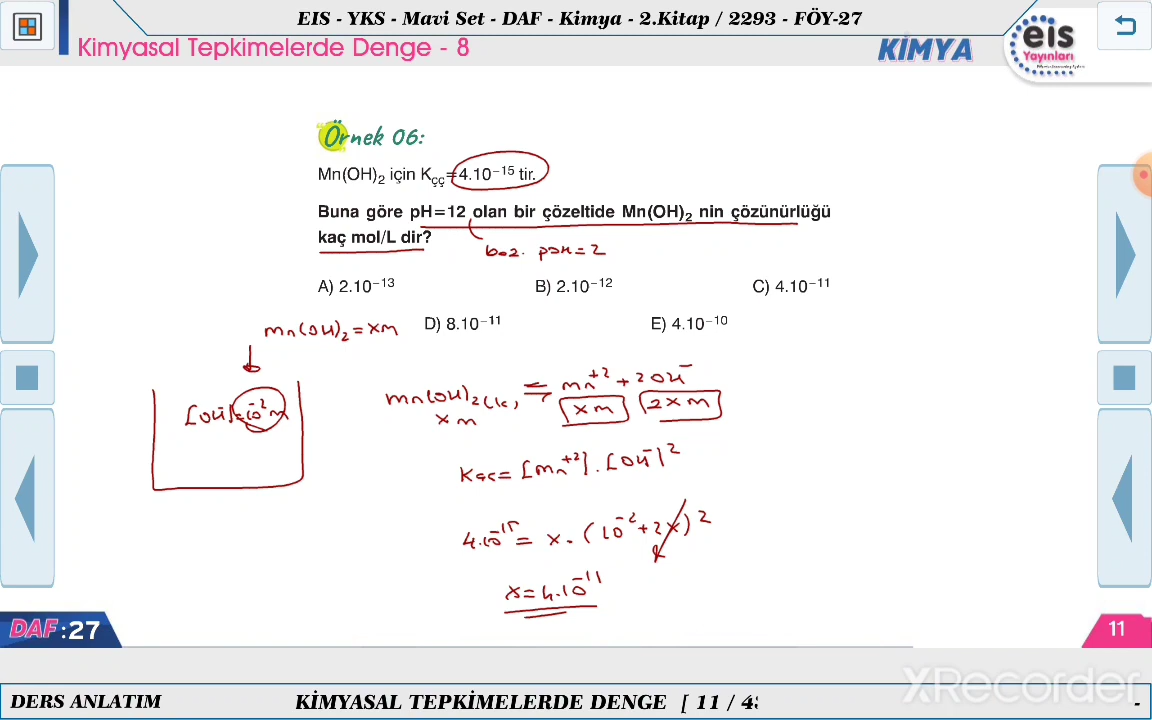 EIS - YKS - Mavi Set - DAF - Kimya - 2.Kitap / 2293 - FÖY-27
Kimyasal Tepkimelerde Denge - 8
KİMYA
eis
Yayınları
Örnek 06:
Mn(OH)₂ için Kçç=4.10⁻¹⁵ tir.
Buna göre pH=12 olan bir çözeltide Mn(OH)₂ nin çözünürlüğü
kaç mol/L dir?
baz. pOH=2
A) 2.10⁻¹³ B) 2.10⁻¹² C) 4.10⁻¹¹
D) 8.10⁻¹¹ E) 4.10⁻¹⁰
Mn(OH)₂ = XM
[OH⁻]=10⁻²M
Mn(OH)₂(k) ⇌ Mn⁺² + 2OH⁻
XM XM 2XM
Kçç= [Mn⁺²].[OH⁻]²
4.10⁻¹⁵ = x.(10⁻²+2x)²
x=4.10⁻¹¹
DAF:27
11
XRecorder
DERS ANLATIM
KİMYASAL TEPKİMELERDE DENGE [ 11 / 4
-